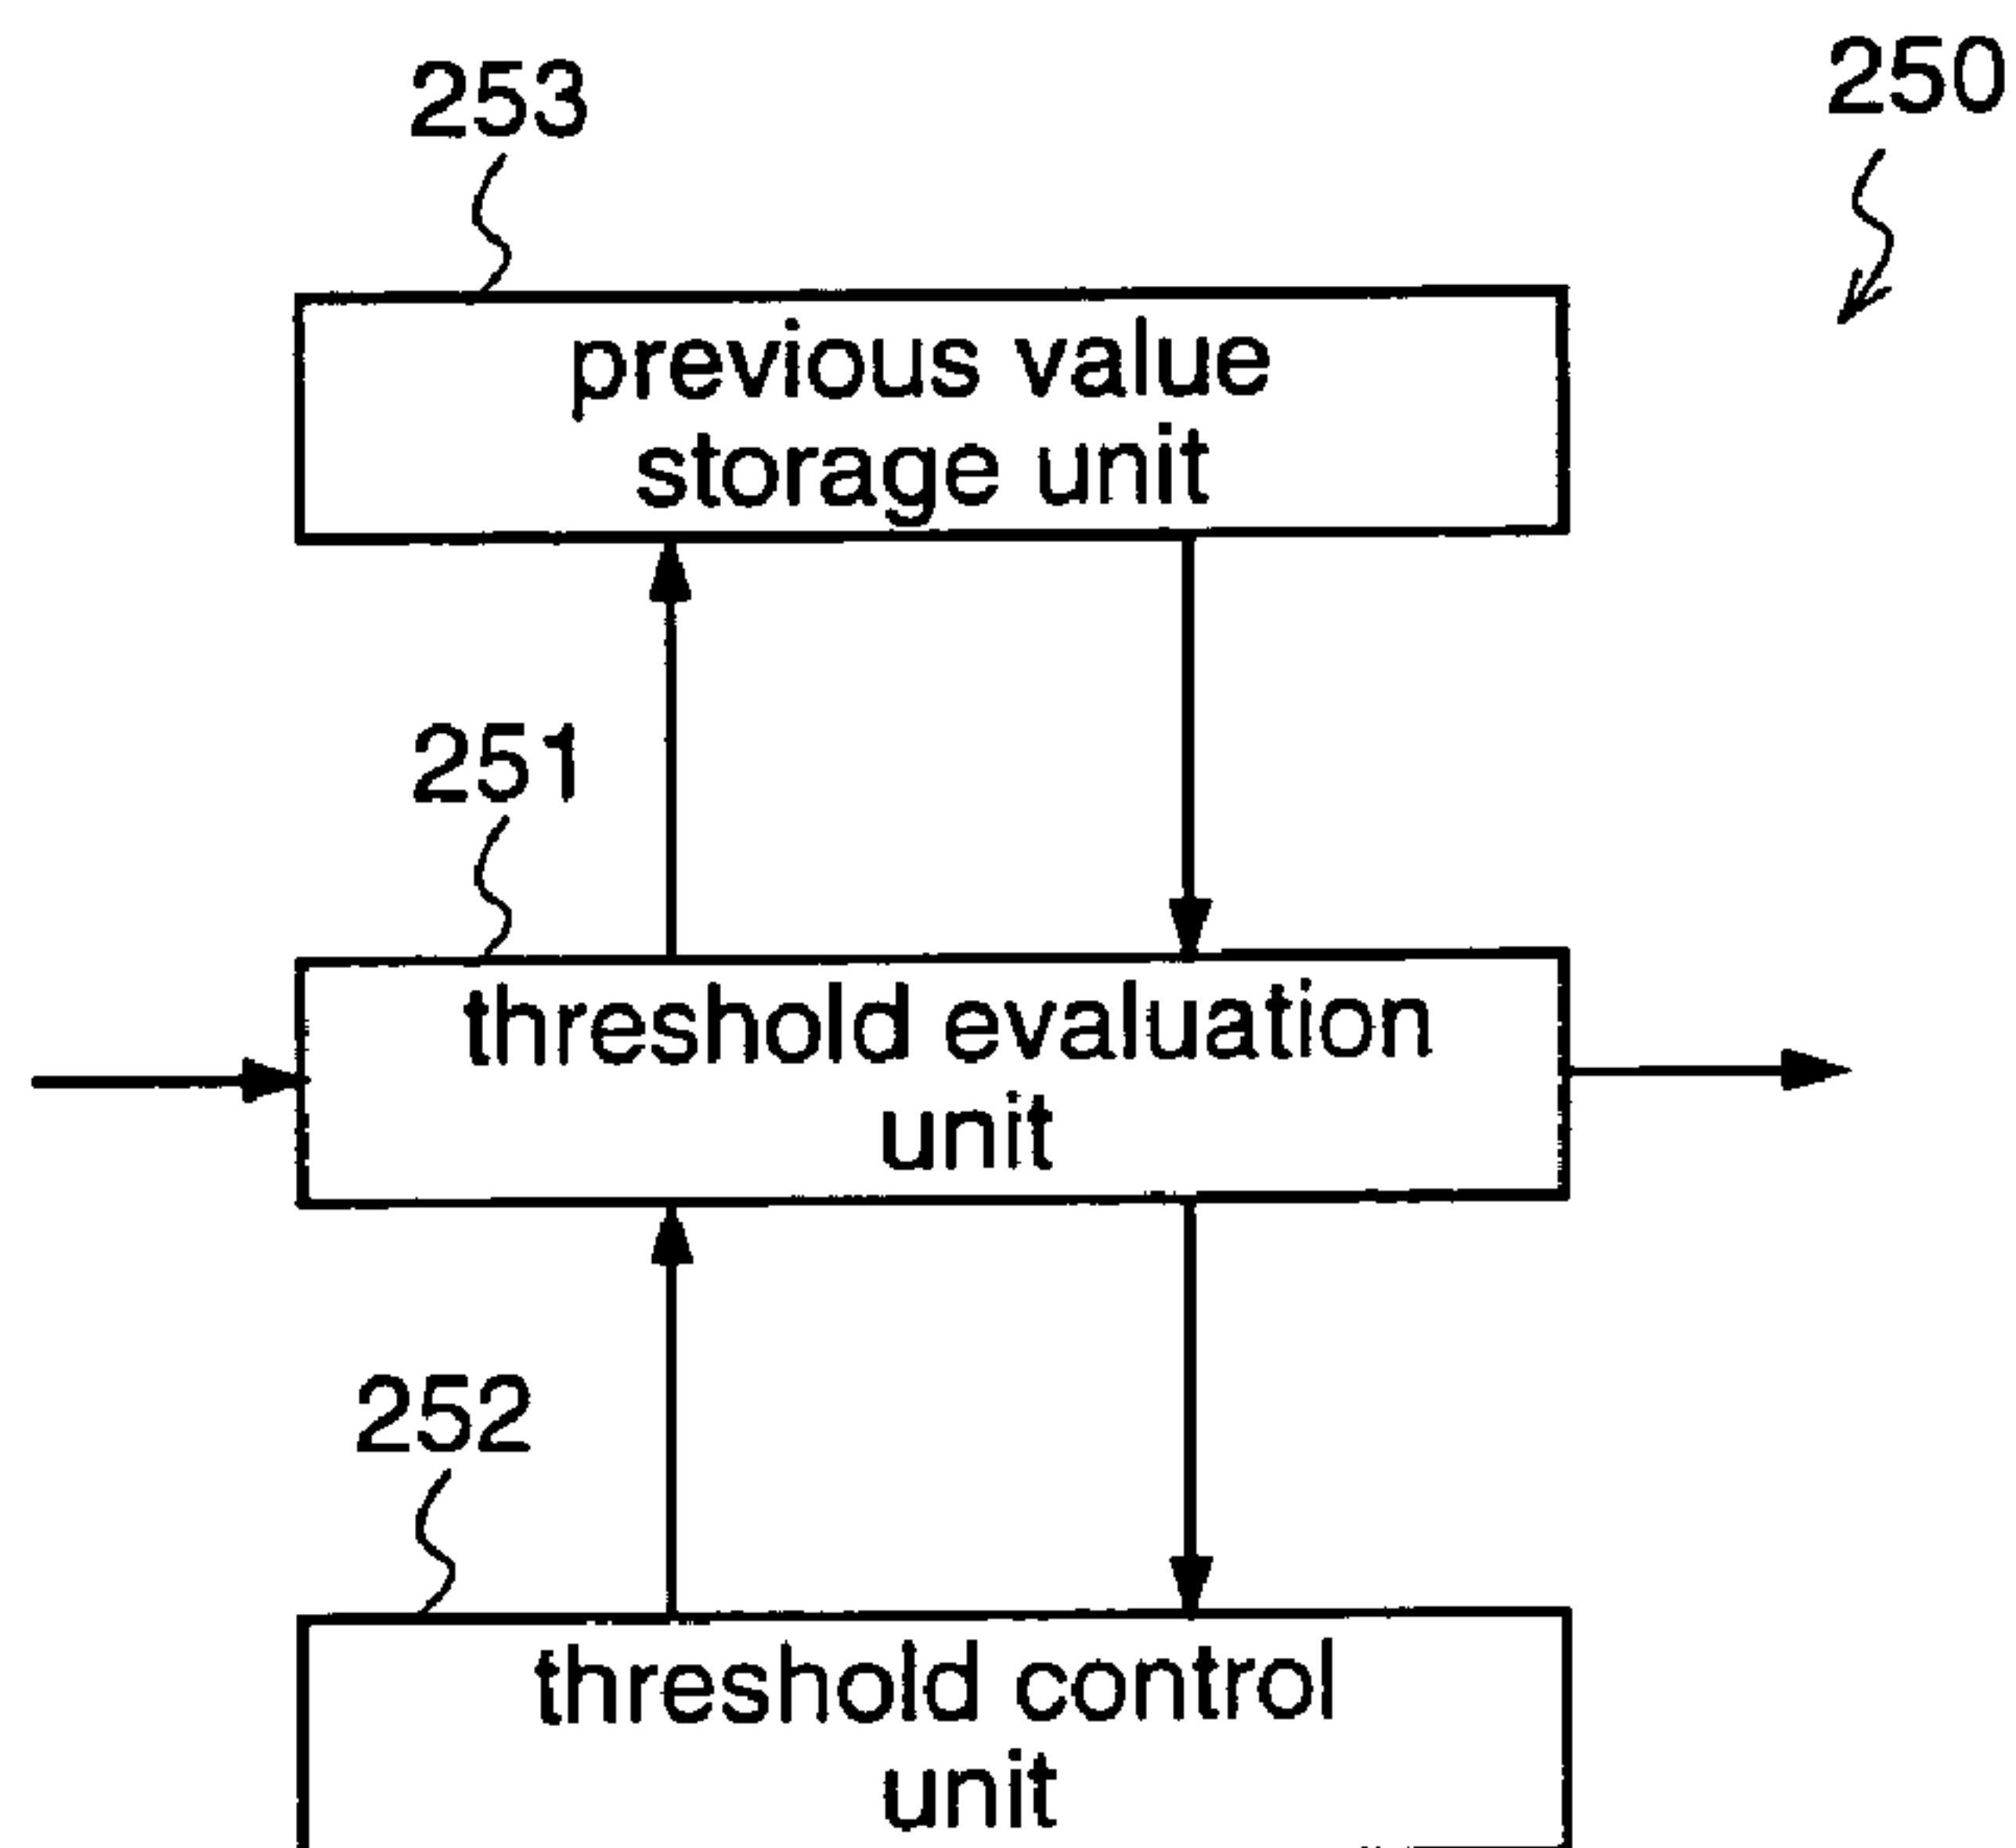 253
250
previous value
storage unit
251
threshold evaluation
unit
252
threshold control
unit